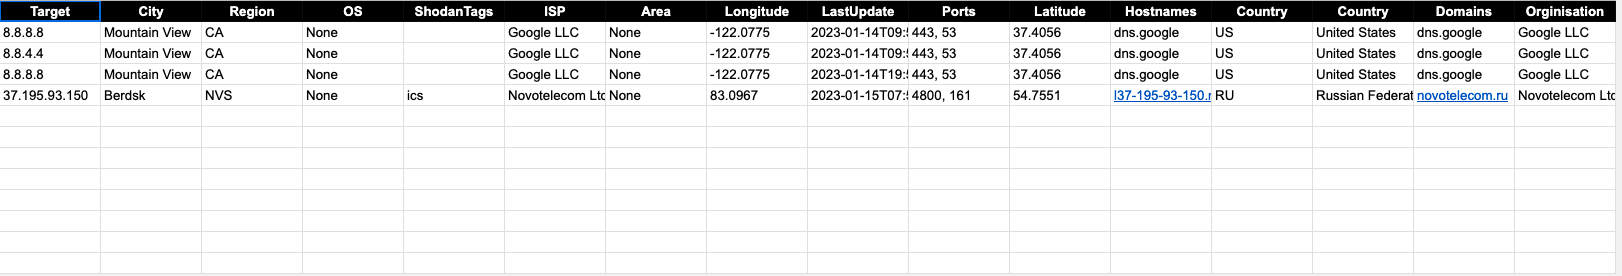 Target City Region OS ShodanTags ISP Area Longitude LastUpdate Ports Latitude Hostnames Country Country Domains Orginisation
8.8.8.8 Mountain View CA None Google LLC None -122.0775 2023-01-14T09: 443, 53 37.4056 dns.google US United States dns.google Google LLC
8.8.4.4 Mountain View CA None Google LLC None -122.0775 2023-01-14T09: 443, 53 37.4056 dns.google US United States dns.google Google LLC
8.8.8.8 Mountain View CA None Google LLC None -122.0775 2023-01-14T19: 443, 53 37.4056 dns.google US United States dns.google Google LLC
37.195.93.150 Berdsk NVS None ics Novotelecom Ltd None 83.0967 2023-01-15T07: 4800, 161 54.7551 l37-195-93-150. RU Russian Federat novotelecom.ru Novotelecom Ltd